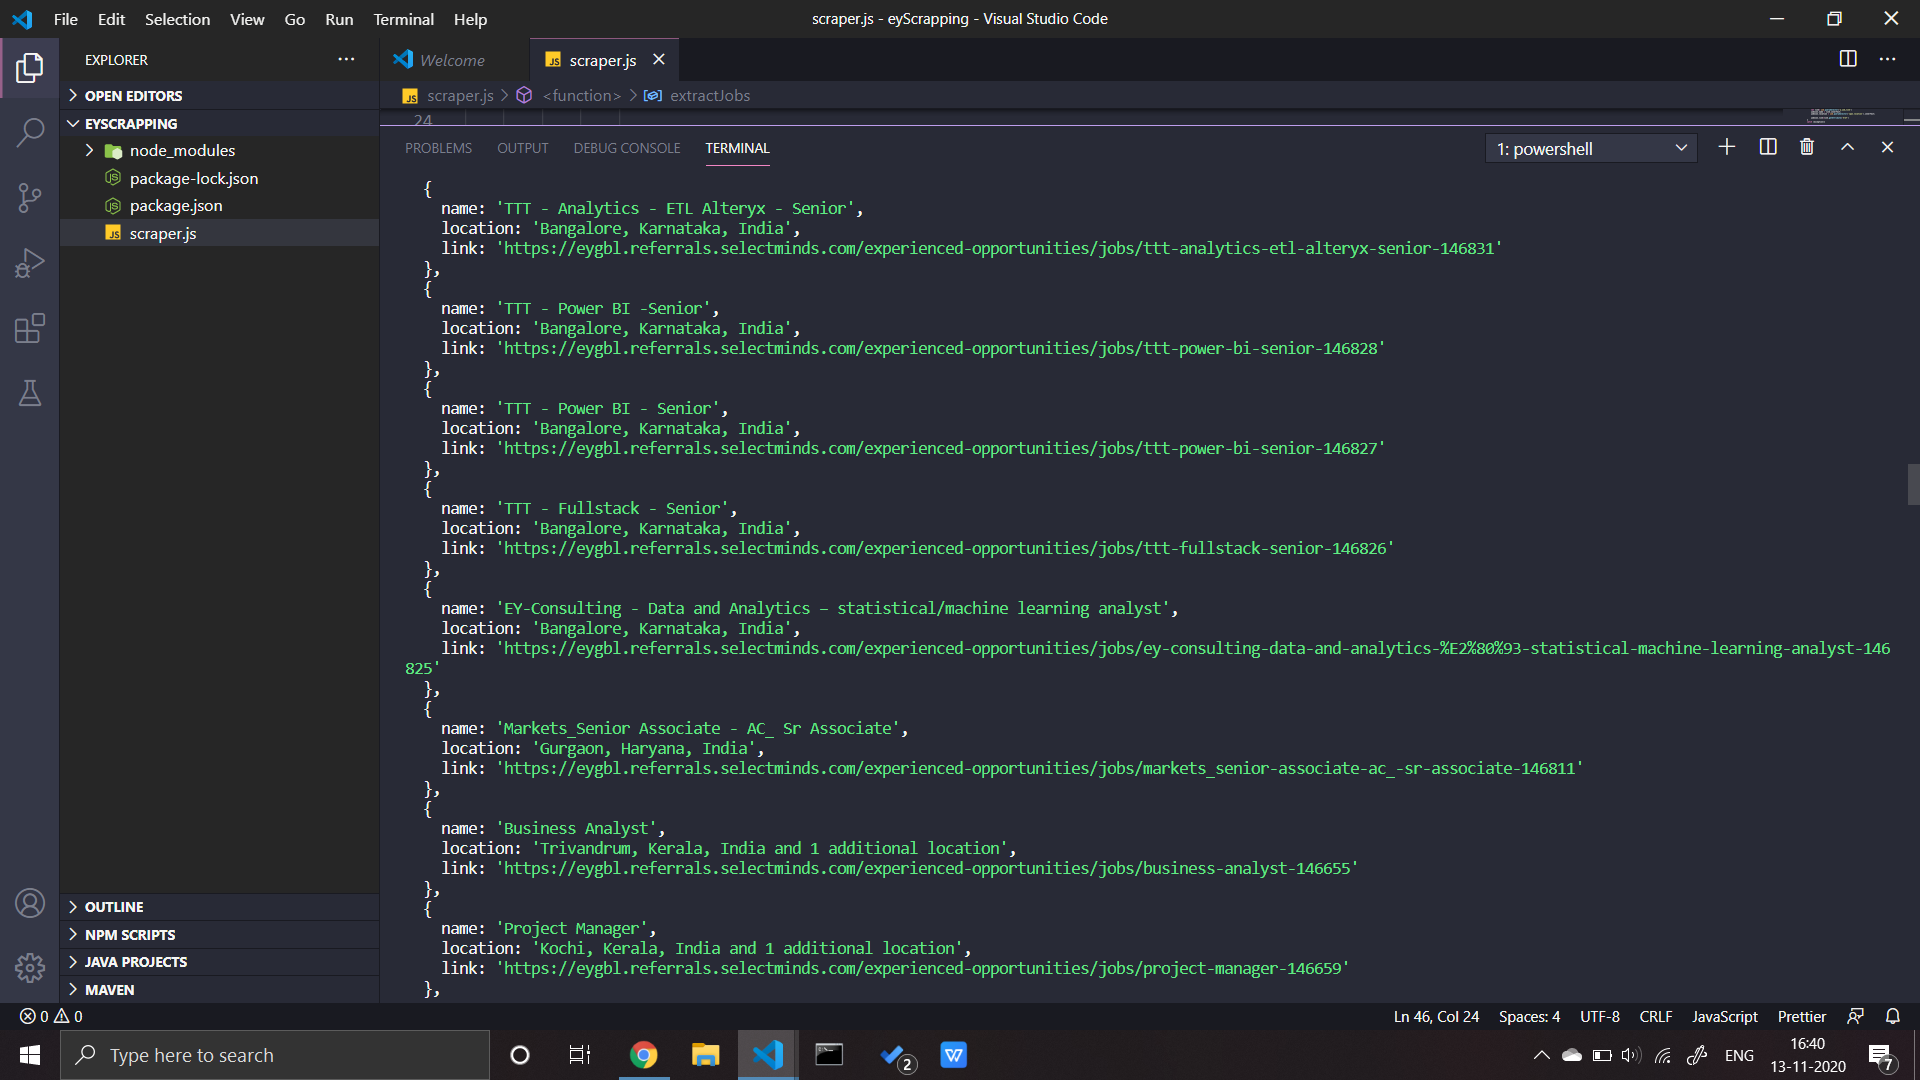 File Edit Selection View Go Run Terminal Help
scraper.js - eyScrapping - Visual Studio Code
EXPLORER
Welcome
JS scraper.js
OPEN EDITORS
JS scraper.js > <function> > extractJobs
EYSCRAPPING
24
node_modules
package-lock.json
package.json
JS scraper.js
PROBLEMS OUTPUT DEBUG CONSOLE TERMINAL
1: powershell
{
name: 'TTT - Analytics - ETL Alteryx - Senior',
location: 'Bangalore, Karnataka, India',
link: 'https://eygbl.referrals.selectminds.com/experienced-opportunities/jobs/ttt-analytics-etl-alteryx-senior-146831'
},
{
name: 'TTT - Power BI -Senior',
location: 'Bangalore, Karnataka, India',
link: 'https://eygbl.referrals.selectminds.com/experienced-opportunities/jobs/ttt-power-bi-senior-146828'
},
{
name: 'TTT - Power BI - Senior',
location: 'Bangalore, Karnataka, India',
link: 'https://eygbl.referrals.selectminds.com/experienced-opportunities/jobs/ttt-power-bi-senior-146827'
},
{
name: 'TTT - Fullstack - Senior',
location: 'Bangalore, Karnataka, India',
link: 'https://eygbl.referrals.selectminds.com/experienced-opportunities/jobs/ttt-fullstack-senior-146826'
},
{
name: 'EY-Consulting - Data and Analytics – statistical/machine learning analyst',
location: 'Bangalore, Karnataka, India',
link: 'https://eygbl.referrals.selectminds.com/experienced-opportunities/jobs/ey-consulting-data-and-analytics-%E2%80%93-statistical-machine-learning-analyst-146
825'
},
{
name: 'Markets_Senior Associate - AC_ Sr Associate',
location: 'Gurgaon, Haryana, India',
link: 'https://eygbl.referrals.selectminds.com/experienced-opportunities/jobs/markets_senior-associate-ac_-sr-associate-146811'
},
{
name: 'Business Analyst',
location: 'Trivandrum, Kerala, India and 1 additional location',
link: 'https://eygbl.referrals.selectminds.com/experienced-opportunities/jobs/business-analyst-146655'
},
{
name: 'Project Manager',
location: 'Kochi, Kerala, India and 1 additional location',
link: 'https://eygbl.referrals.selectminds.com/experienced-opportunities/jobs/project-manager-146659'
},
OUTLINE
NPM SCRIPTS
JAVA PROJECTS
MAVEN
0 0
Ln 46, Col 24 Spaces: 4 UTF-8 CRLF JavaScript Prettier
Type here to search
2
W
ENG
16:40
13-11-2020
7